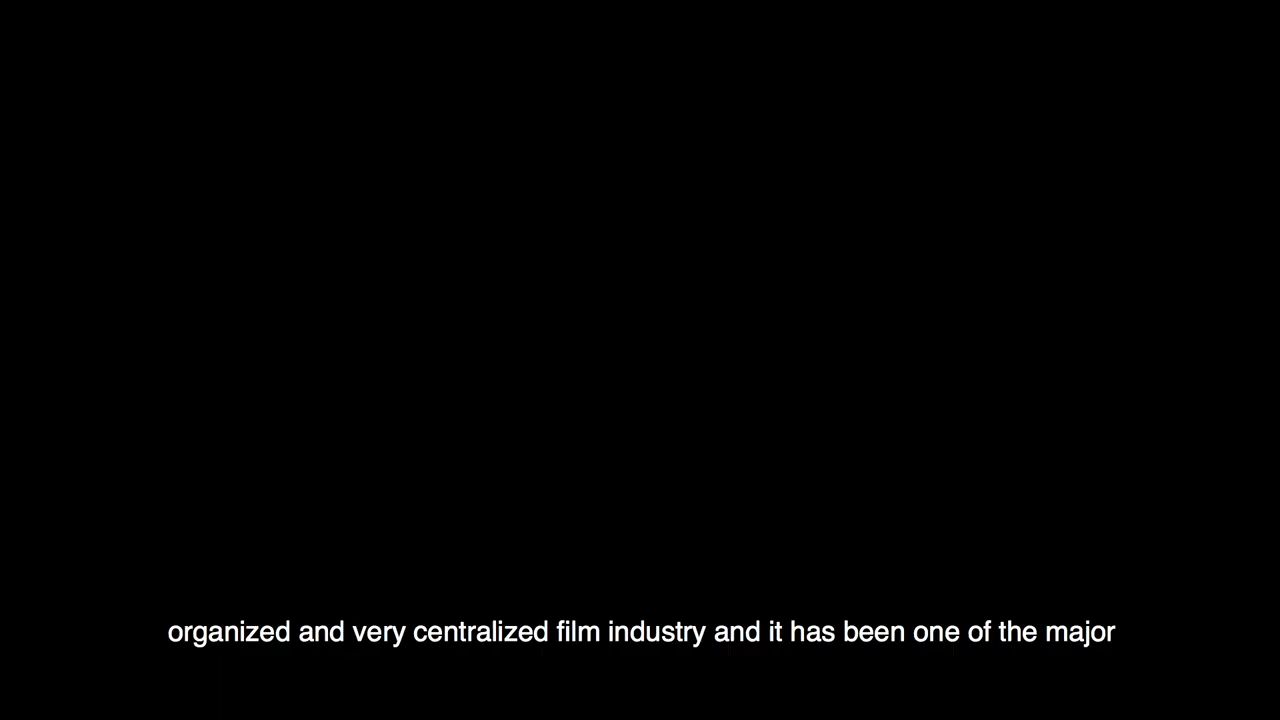 organized and very centralized film industry and it has been one of the major